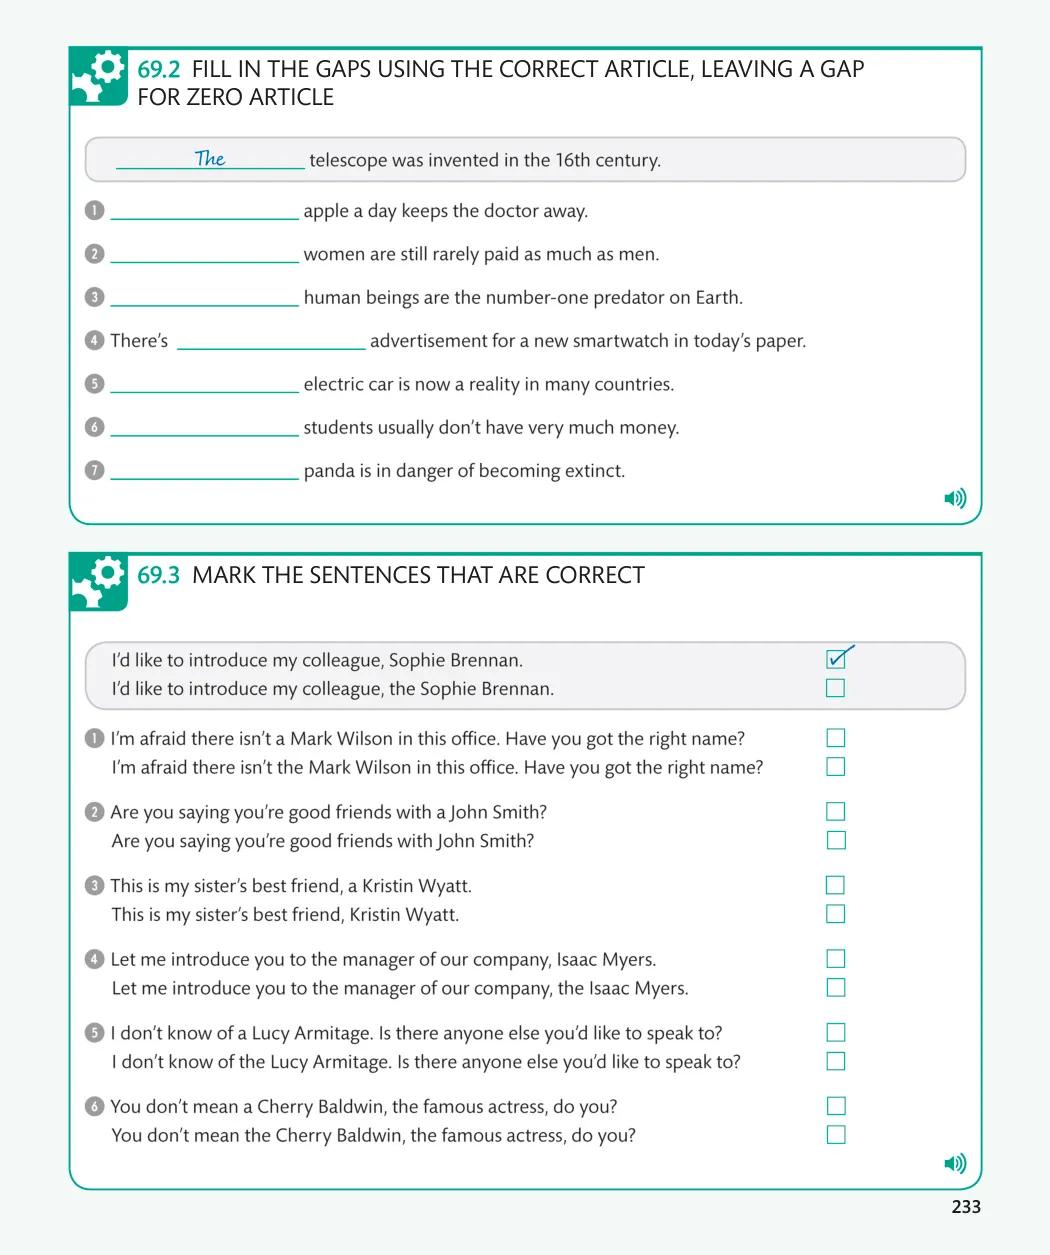 69.2 FILL IN THE GAPS USING THE CORRECT ARTICLE, LEAVING A GAP
FOR ZERO ARTICLE
The telescope was invented in the 16th century.
1 ____________________ apple a day keeps the doctor away.
2 ____________________ women are still rarely paid as much as men.
3 ____________________ human beings are the number-one predator on Earth.
4 There’s ____________________ advertisement for a new smartwatch in today’s paper.
5 ____________________ electric car is now a reality in many countries.
6 ____________________ students usually don’t have very much money.
7 ____________________ panda is in danger of becoming extinct.
69.3 MARK THE SENTENCES THAT ARE CORRECT
I’d like to introduce my colleague, Sophie Brennan.
I’d like to introduce my colleague, the Sophie Brennan.
1 I’m afraid there isn’t a Mark Wilson in this office. Have you got the right name?
I’m afraid there isn’t the Mark Wilson in this office. Have you got the right name?
2 Are you saying you’re good friends with a John Smith?
Are you saying you’re good friends with John Smith?
3 This is my sister’s best friend, a Kristin Wyatt.
This is my sister’s best friend, Kristin Wyatt.
4 Let me introduce you to the manager of our company, Isaac Myers.
Let me introduce you to the manager of our company, the Isaac Myers.
5 I don’t know of a Lucy Armitage. Is there anyone else you’d like to speak to?
I don’t know of the Lucy Armitage. Is there anyone else you’d like to speak to?
6 You don’t mean a Cherry Baldwin, the famous actress, do you?
You don’t mean the Cherry Baldwin, the famous actress, do you?
233